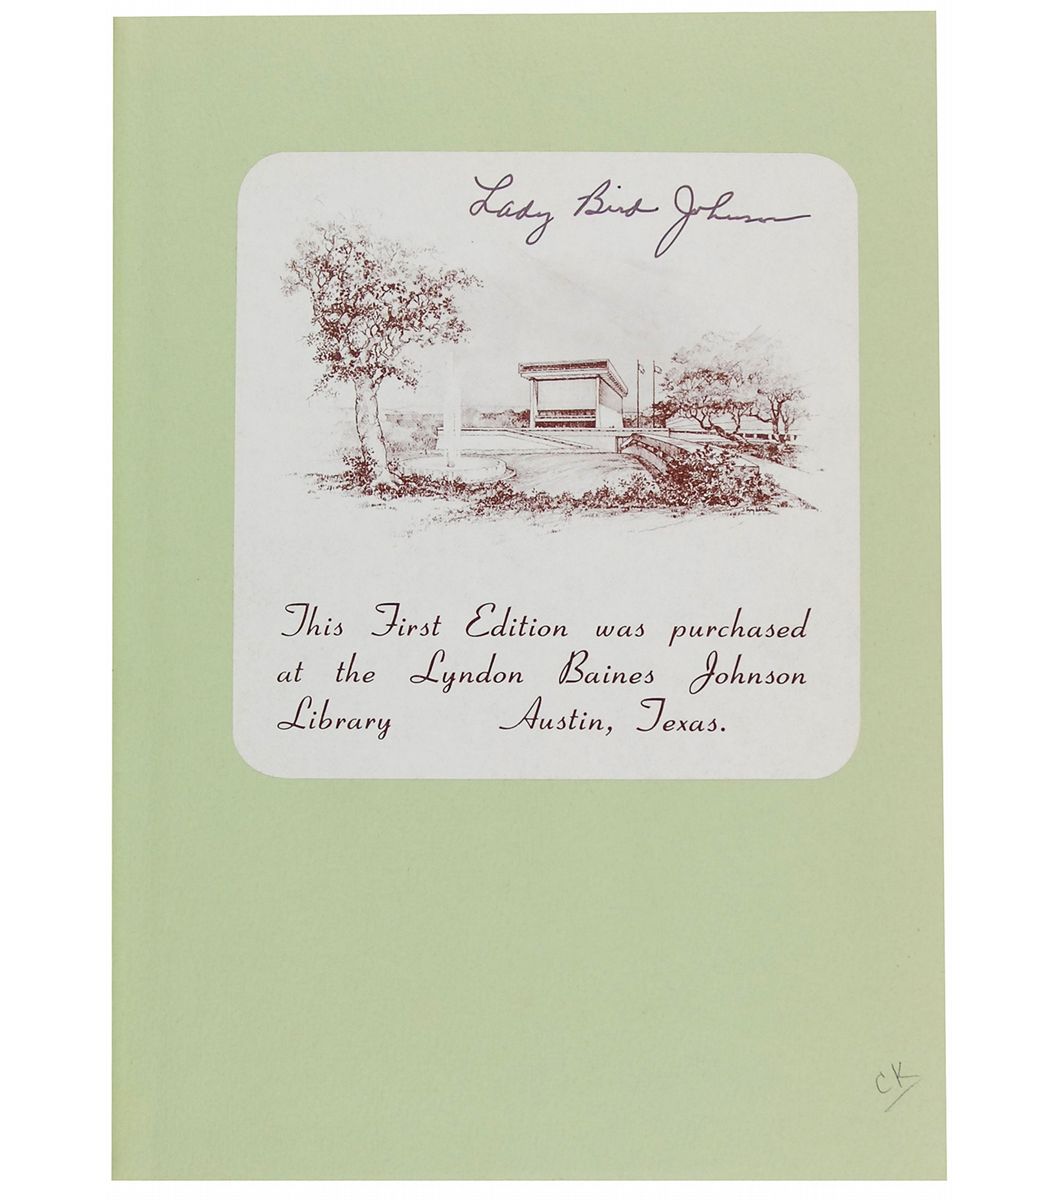 Lady Bird Johnson
This First Edition was purchased
at the Lyndon Baines Johnson
Library Austin, Texas.
CK